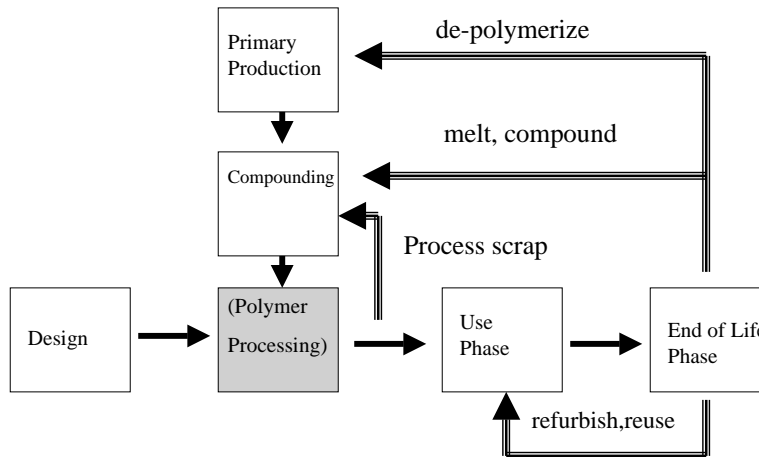 de-polymerize
Primary
Production
melt, compound
Compounding
Process scrap
Design
(Polymer
Processing)
Use
Phase
End of Life
Phase
refurbish,reuse